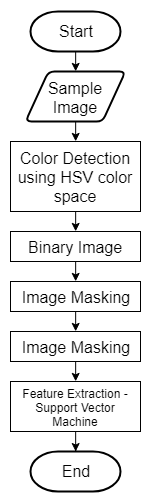 Start
Sample
Image
Color Detection
using HSV color
space
Binary Image
Image Masking
Image Masking
Feature Extraction -
Support Vector
Machine
End